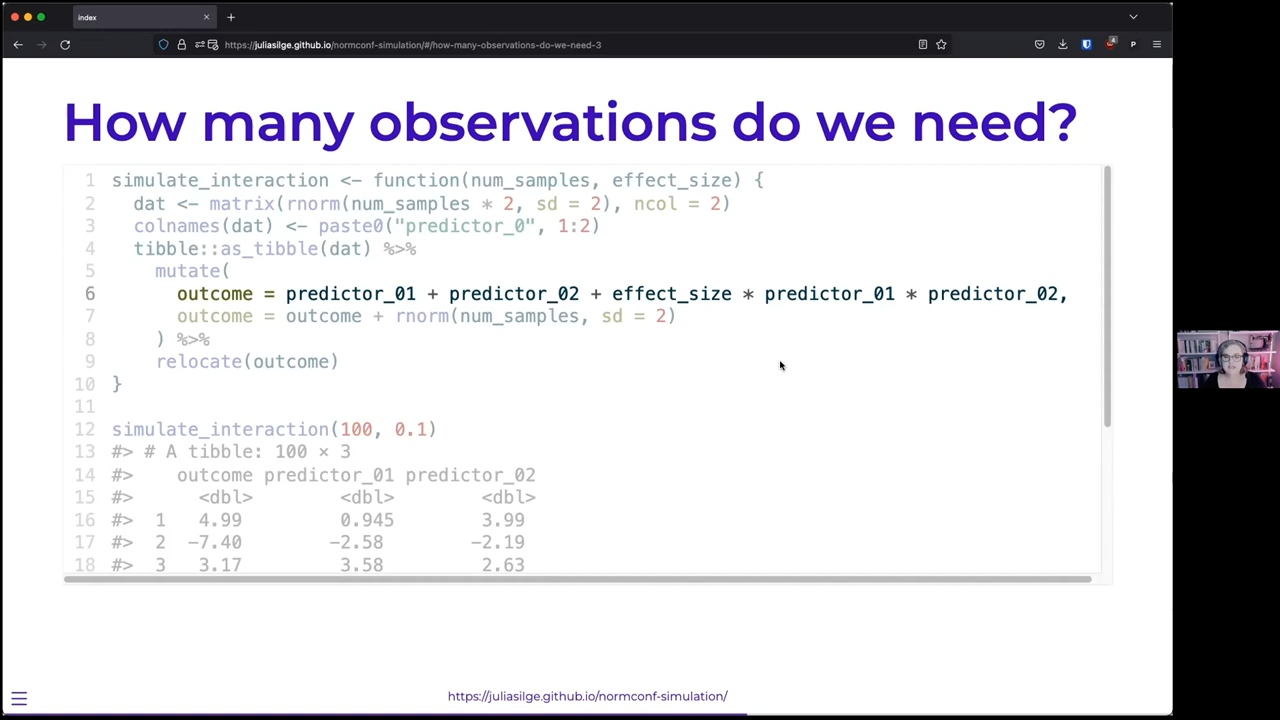 index
https://juliasilge.github.io/normconf-simulation/#/how-many-observations-do-we-need-3
4
P
How many observations do we need?
1 simulate_interaction <- function(num_samples, effect_size) {
2 dat <- matrix(rnorm(num_samples * 2, sd = 2), ncol = 2)
3 colnames(dat) <- paste0("predictor_0", 1:2)
4 tibble::as_tibble(dat) %>%
5 mutate(
6 outcome = predictor_01 + predictor_02 + effect_size * predictor_01 * predictor_02,
7 outcome = outcome + rnorm(num_samples, sd = 2)
8 ) %>%
9 relocate(outcome)
10 }
11
12 simulate_interaction(100, 0.1)
13 #> # A tibble: 100 × 3
14 #> outcome predictor_01 predictor_02
15 #> <dbl> <dbl> <dbl>
16 #> 1 4.99 0.945 3.99
17 #> 2 −7.40 −2.58 −2.19
18 #> 3 3.17 3.58 2.63
https://juliasilge.github.io/normconf-simulation/